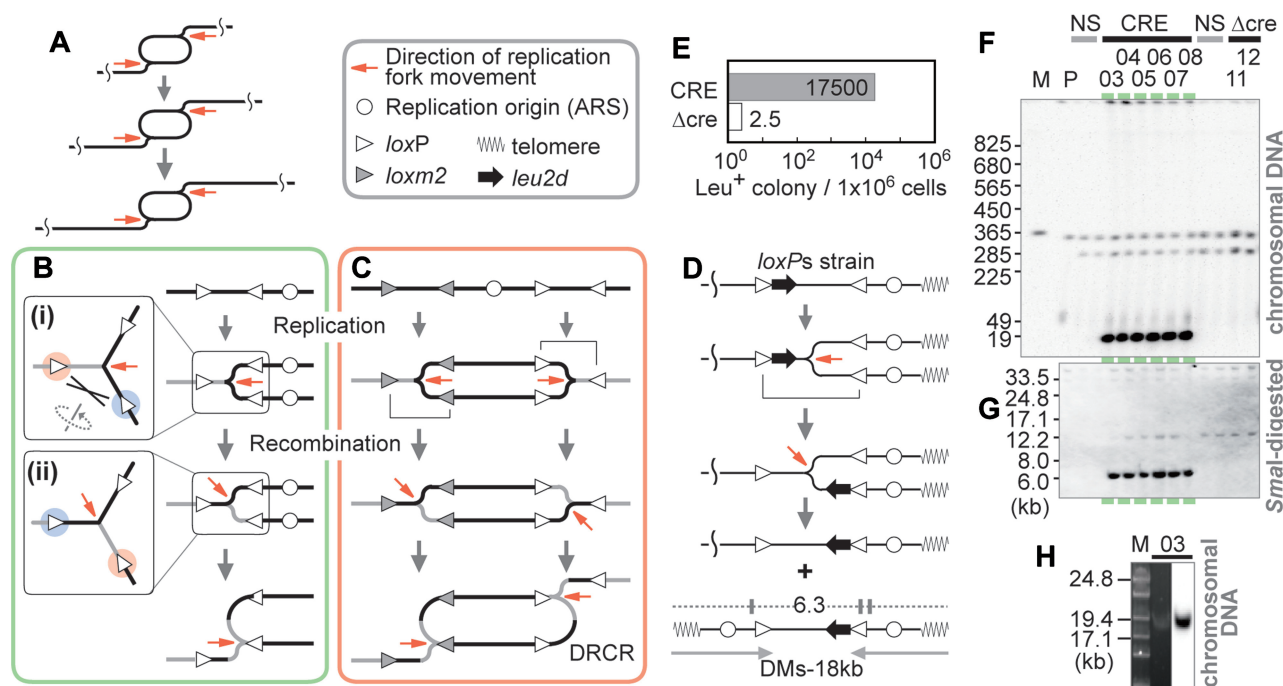 A
Direction of replication
fork movement
Replication origin (ARS)
loxP
telomere
loxm2
leu2d
B
(i)
(ii)
C
Replication
Recombination
DRCR
D
loxPs strain
+
6.3
DMs-18kb
E
CRE
17500
Δcre
2.5
10^0 10^2 10^4 10^6
Leu+ colony / 1x10^6 cells
F
NS CRE NS Δcre
04 06 08 12
M P 03 05 07 11
825
680
565
450
365
285
225
49
19
chromosomal DNA
G
33.5
24.8
17.1
12.2
8.0
6.0
(kb)
SmaI-digested
H
M 03
24.8
19.4
17.1
(kb)
chromosomal
DNA